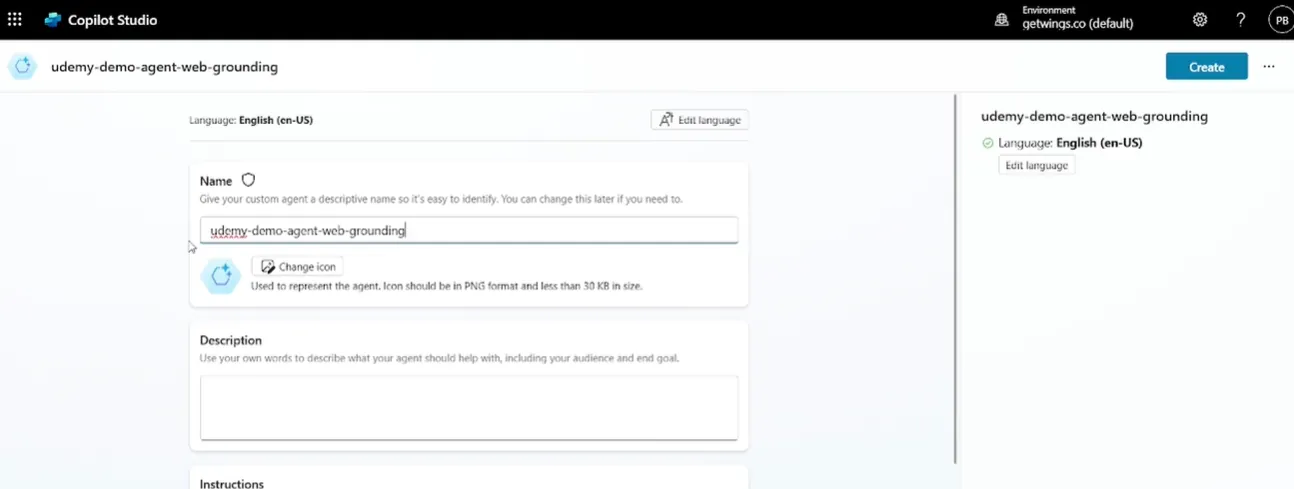 Copilot Studio
Environment
getwings.co (default)
?
PB
udemy-demo-agent-web-grounding
Create
...
Language: English (en-US)
Edit language
Name
Give your custom agent a descriptive name so it's easy to identify. You can change this later if you need to.
udemy-demo-agent-web-grounding
Change icon
Used to represent the agent. Icon should be in PNG format and less than 30 KB in size.
Description
Use your own words to describe what your agent should help with, including your audience and end goal.
Instructions
udemy-demo-agent-web-grounding
Language: English (en-US)
Edit language